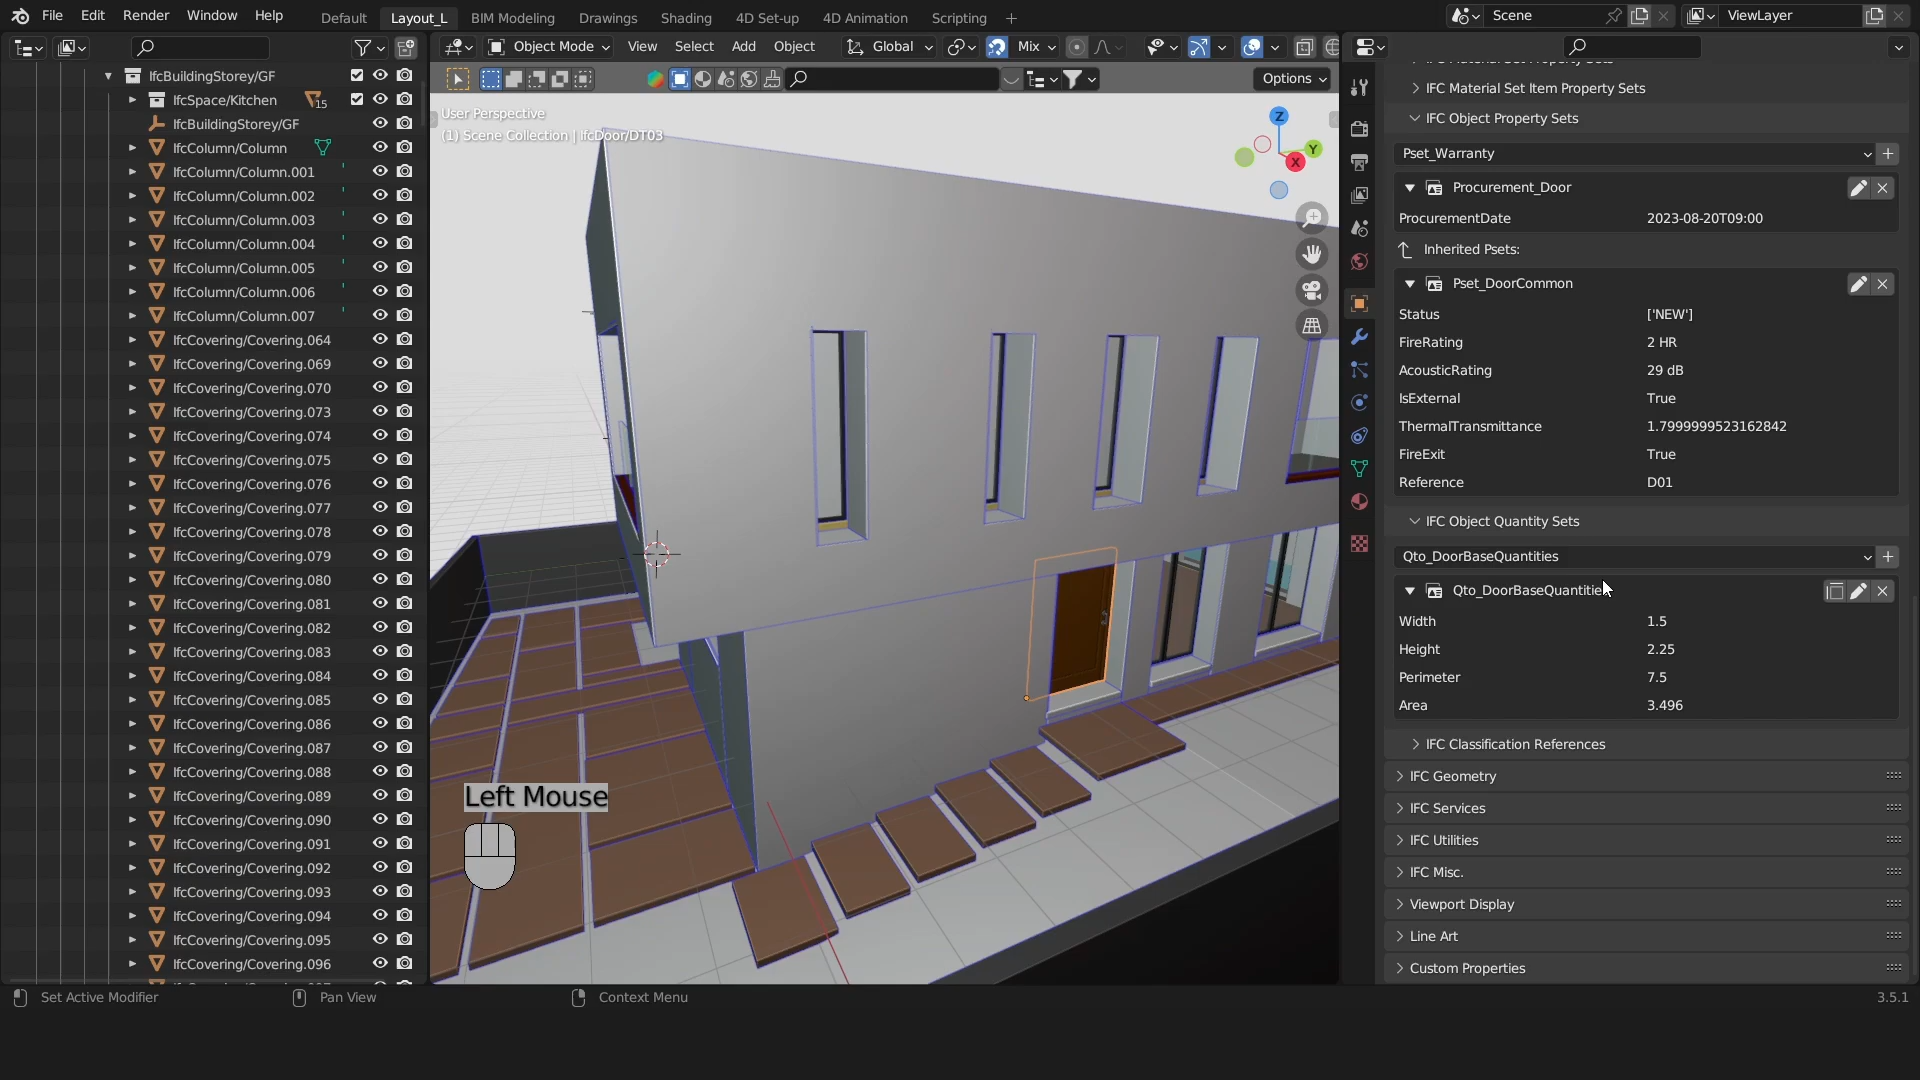 File Edit Render Window Help
Default Layout_L BIM Modeling Drawings Shading 4D Set-up 4D Animation Scripting
Scene ViewLayer
Object Mode View Select Add Object Global Mix
Options
IfcBuildingStorey/GF
IfcSpace/Kitchen 15
IfcBuildingStorey/GF
IfcColumn/Column
IfcColumn/Column.001
IfcColumn/Column.002
IfcColumn/Column.003
IfcColumn/Column.004
IfcColumn/Column.005
IfcColumn/Column.006
IfcColumn/Column.007
IfcCovering/Covering.064
IfcCovering/Covering.069
IfcCovering/Covering.070
IfcCovering/Covering.073
IfcCovering/Covering.074
IfcCovering/Covering.075
IfcCovering/Covering.076
IfcCovering/Covering.077
IfcCovering/Covering.078
IfcCovering/Covering.079
IfcCovering/Covering.080
IfcCovering/Covering.081
IfcCovering/Covering.082
IfcCovering/Covering.083
IfcCovering/Covering.084
IfcCovering/Covering.085
IfcCovering/Covering.086
IfcCovering/Covering.087
IfcCovering/Covering.088
IfcCovering/Covering.089
IfcCovering/Covering.090
IfcCovering/Covering.091
IfcCovering/Covering.092
IfcCovering/Covering.093
IfcCovering/Covering.094
IfcCovering/Covering.095
IfcCovering/Covering.096
User Perspective
(1) Scene Collection | IfcDoor/DT03
Z
Y
X
Left Mouse
IFC Material Set Item Property Sets
IFC Object Property Sets
Pset_Warranty
Procurement_Door
ProcurementDate 2023-08-20T09:00
Inherited Psets:
Pset_DoorCommon
Status ['NEW']
FireRating 2 HR
AcousticRating 29 dB
IsExternal True
ThermalTransmittance 1.7999999523162842
FireExit True
Reference D01
IFC Object Quantity Sets
Qto_DoorBaseQuantities
Qto_DoorBaseQuantities
Width 1.5
Height 2.25
Perimeter 7.5
Area 3.496
IFC Classification References
IFC Geometry
IFC Services
IFC Utilities
IFC Misc.
Viewport Display
Line Art
Custom Properties
Set Active Modifier Pan View Context Menu 3.5.1